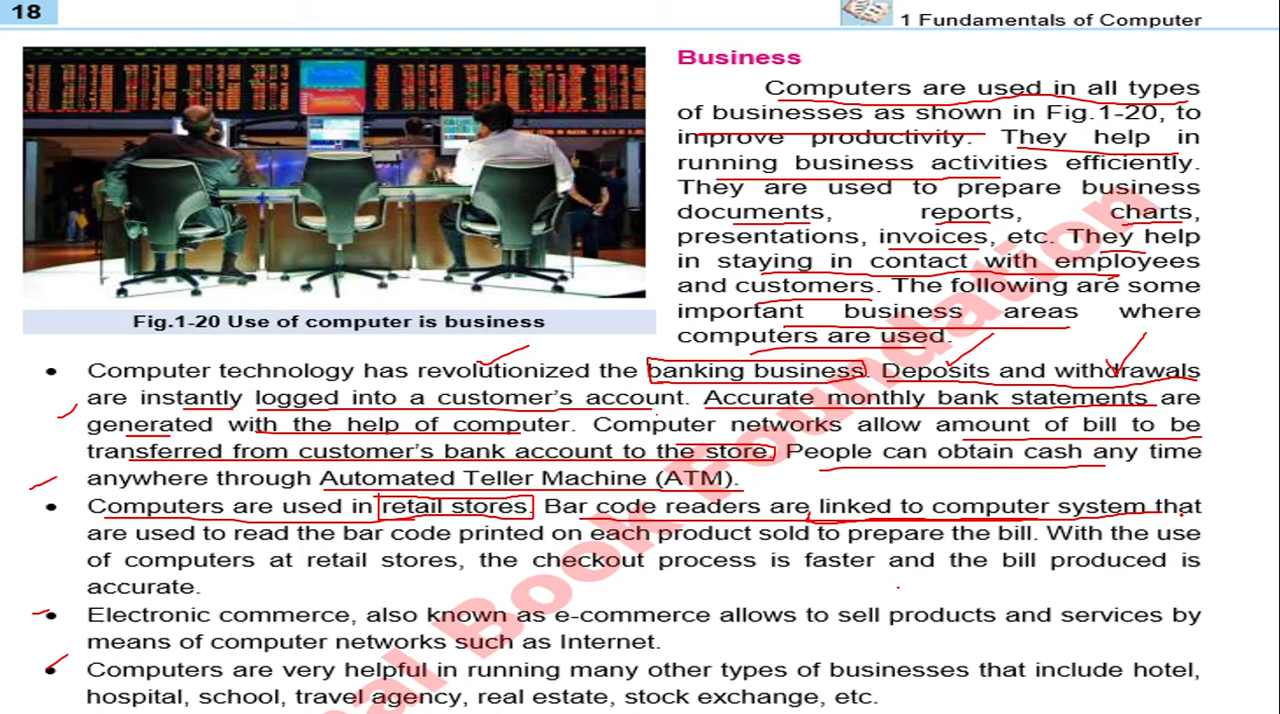 18
1 Fundamentals of Computer
Business
Computers are used in all types
of businesses as shown in Fig.1-20, to
improve productivity. They help in
running business activities efficiently.
They are used to prepare business
documents, reports, charts,
presentations, invoices, etc. They help
in staying in contact with employees
and customers. The following are some
important business areas where
computers are used.
Fig.1-20 Use of computer is business
• Computer technology has revolutionized the banking business. Deposits and withdrawals
are instantly logged into a customer's account. Accurate monthly bank statements are
generated with the help of computer. Computer networks allow amount of bill to be
transferred from customer's bank account to the store. People can obtain cash any time
anywhere through Automated Teller Machine (ATM).
• Computers are used in retail stores. Bar code readers are linked to computer system that
are used to read the bar code printed on each product sold to prepare the bill. With the use
of computers at retail stores, the checkout process is faster and the bill produced is
accurate.
• Electronic commerce, also known as e-commerce allows to sell products and services by
means of computer networks such as Internet.
• Computers are very helpful in running many other types of businesses that include hotel,
hospital, school, travel agency, real estate, stock exchange, etc.
Book Foundation